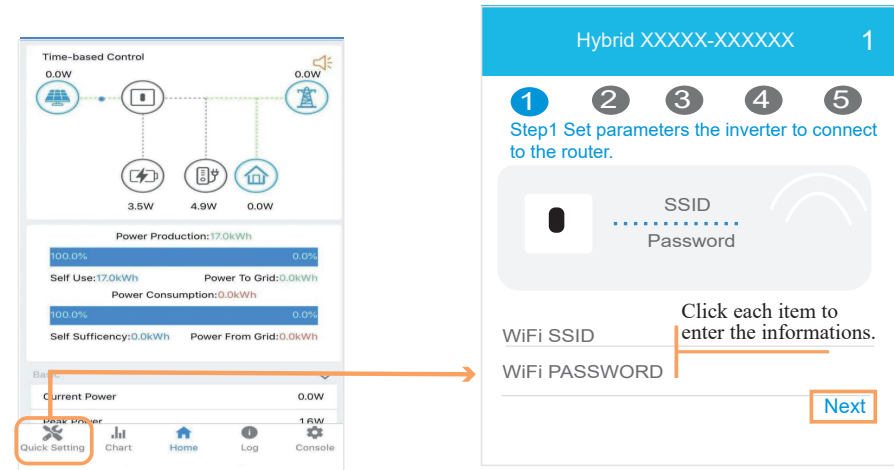 Time-based Control
0.0W
0.0W
3.5W
4.9W
0.0W
Power Production:17.0kWh
100.0%
0.0%
Self Use:17.0kWh
Power To Grid:0.0kWh
Power Consumption:0.0kWh
100.0%
0.0%
Self Sufficency:0.0kWh
Power From Grid:0.0kWh
Basic
Current Power
0.0W
Peak Power
1.6W
Quick Setting
Chart
Home
Log
Console
Hybrid XXXXX-XXXXXX
1
1
2
3
4
5
Step1 Set parameters the inverter to connect
to the router.
SSID
Password
Click each item to
enter the informations.
WiFi SSID
WiFi PASSWORD
Next